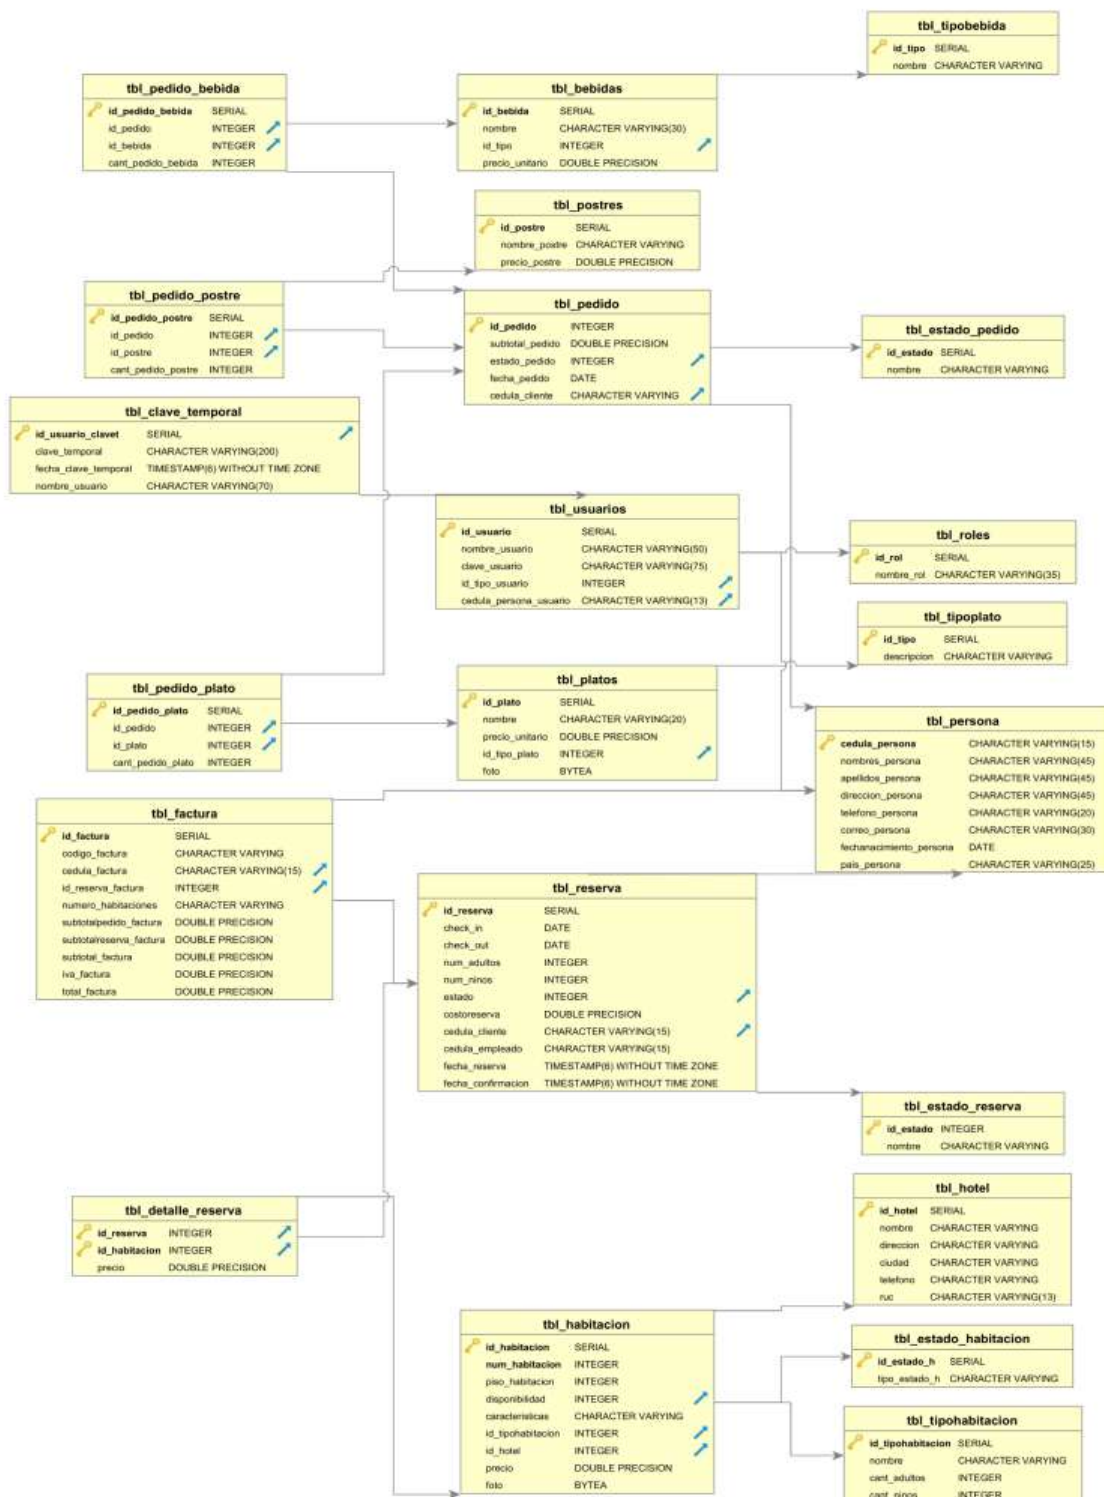 tbl_tipobebida
id_tipo SERIAL
nombre CHARACTER VARYING
tbl_pedido_bebida
id_pedido_bebida SERIAL
id_pedido INTEGER
id_bebida INTEGER
cant_pedido_bebida INTEGER
tbl_bebidas
id_bebida SERIAL
nombre CHARACTER VARYING(30)
id_tipo INTEGER
precio_unitario DOUBLE PRECISION
tbl_postres
id_postre SERIAL
nombre_postre CHARACTER VARYING
precio_postre DOUBLE PRECISION
tbl_pedido_postre
id_pedido_postre SERIAL
id_pedido INTEGER
id_postre INTEGER
cant_pedido_postre INTEGER
tbl_pedido
id_pedido INTEGER
subtotal_pedido DOUBLE PRECISION
estado_pedido INTEGER
fecha_pedido DATE
cedula_cliente CHARACTER VARYING
tbl_estado_pedido
id_estado SERIAL
nombre CHARACTER VARYING
tbl_clave_temporal
id_usuario_clavet SERIAL
clave_temporal CHARACTER VARYING(200)
fecha_clave_temporal TIMESTAMP(6) WITHOUT TIME ZONE
nombre_usuario CHARACTER VARYING(70)
tbl_usuarios
id_usuario SERIAL
nombre_usuario CHARACTER VARYING(50)
clave_usuario CHARACTER VARYING(75)
id_tipo_usuario INTEGER
cedula_persona_usuario CHARACTER VARYING(13)
tbl_roles
id_rol SERIAL
nombre_rol CHARACTER VARYING(35)
tbl_tipoplato
id_tipo SERIAL
descripcion CHARACTER VARYING
tbl_pedido_plato
id_pedido_plato SERIAL
id_pedido INTEGER
id_plato INTEGER
cant_pedido_plato INTEGER
tbl_platos
id_plato SERIAL
nombre CHARACTER VARYING(20)
precio_unitario DOUBLE PRECISION
id_tipo_plato INTEGER
foto BYTEA
tbl_persona
cedula_persona CHARACTER VARYING(15)
nombres_persona CHARACTER VARYING(45)
apellidos_persona CHARACTER VARYING(45)
direccion_persona CHARACTER VARYING(45)
telefono_persona CHARACTER VARYING(20)
correo_persona CHARACTER VARYING(30)
fechanacimiento_persona DATE
pais_persona CHARACTER VARYING(25)
tbl_factura
id_factura SERIAL
codigo_factura CHARACTER VARYING
cedula_factura CHARACTER VARYING(15)
id_reserva_factura INTEGER
numero_habitaciones CHARACTER VARYING
subtotalpedido_factura DOUBLE PRECISION
subtotalreserva_factura DOUBLE PRECISION
subtotal_factura DOUBLE PRECISION
iva_factura DOUBLE PRECISION
total_factura DOUBLE PRECISION
tbl_reserva
id_reserva SERIAL
check_in DATE
check_out DATE
num_adultos INTEGER
num_ninos INTEGER
estado INTEGER
costoreserva DOUBLE PRECISION
cedula_cliente CHARACTER VARYING(15)
cedula_empleado CHARACTER VARYING(15)
fecha_reserva TIMESTAMP(6) WITHOUT TIME ZONE
fecha_confirmacion TIMESTAMP(6) WITHOUT TIME ZONE
tbl_estado_reserva
id_estado INTEGER
nombre CHARACTER VARYING
tbl_detalle_reserva
id_reserva INTEGER
id_habitacion INTEGER
precio DOUBLE PRECISION
tbl_hotel
id_hotel SERIAL
nombre CHARACTER VARYING
direccion CHARACTER VARYING
ciudad CHARACTER VARYING
telefono CHARACTER VARYING
ruc CHARACTER VARYING(13)
tbl_habitacion
id_habitacion SERIAL
num_habitacion INTEGER
piso_habitacion INTEGER
disponibilidad INTEGER
caracteristicas CHARACTER VARYING
id_tipohabitacion INTEGER
id_hotel INTEGER
precio DOUBLE PRECISION
foto BYTEA
tbl_estado_habitacion
id_estado_h SERIAL
tipo_estado_h CHARACTER VARYING
tbl_tipohabitacion
id_tipohabitacion SERIAL
nombre CHARACTER VARYING
cant_adultos INTEGER
cant_ninos INTEGER